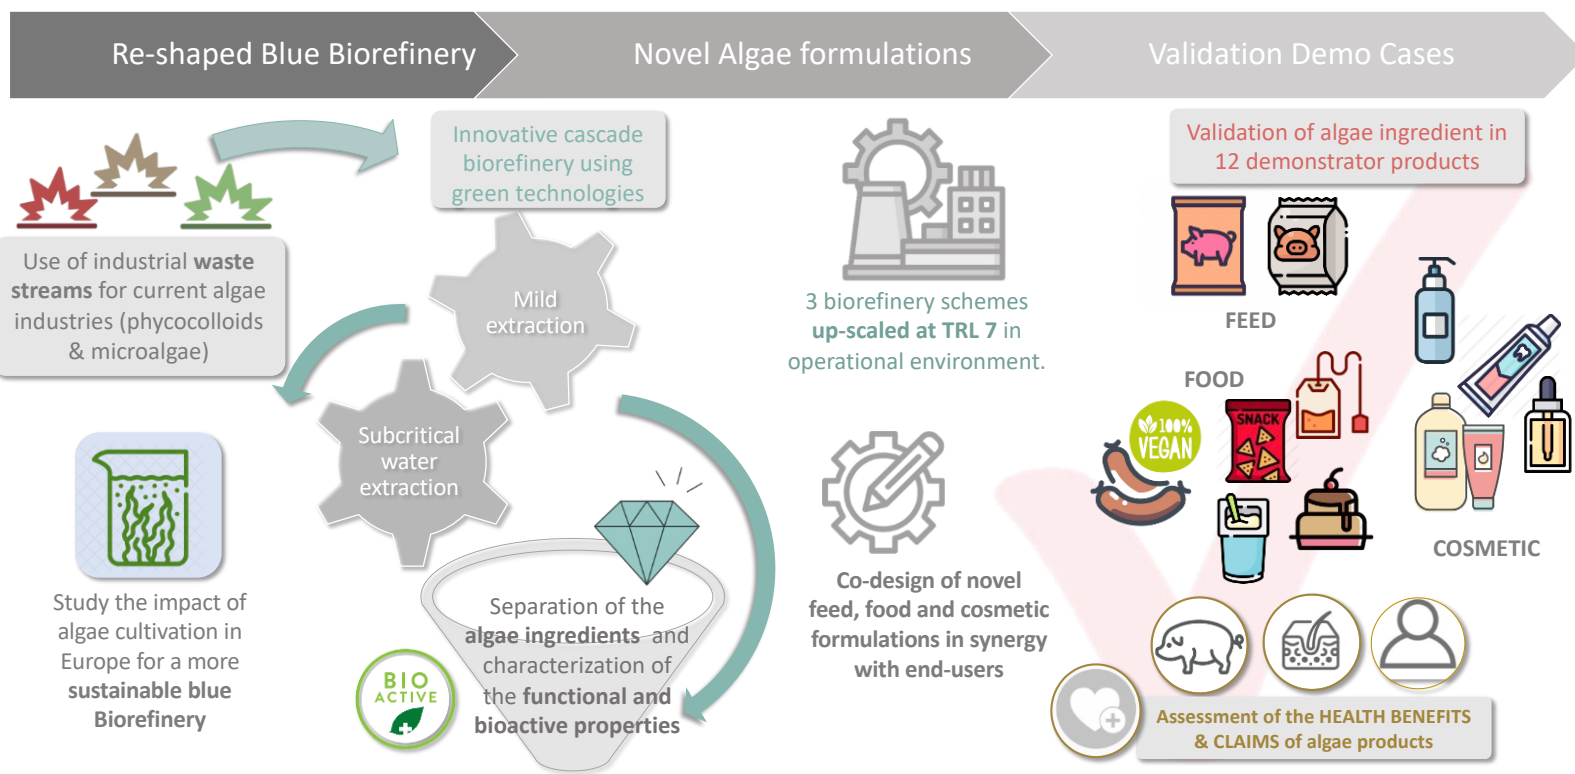 Re-shaped Blue Biorefinery
Novel Algae formulations
Validation Demo Cases
Use of industrial waste
streams for current algae
industries (phycocolloids
& microalgae)
Study the impact of
algae cultivation in
Europe for a more
sustainable blue
Biorefinery
Innovative cascade
biorefinery using
green technologies
Mild
extraction
Subcritical
water
extraction
Separation of the
algae ingredients and
characterization of
the functional and
bioactive properties
BIO
ACTIVE
3 biorefinery schemes
up-scaled at TRL 7 in
operational environment.
Co-design of novel
feed, food and cosmetic
formulations in synergy
with end-users
Validation of algae ingredient in
12 demonstrator products
FEED
FOOD
100%
VEGAN
SNACK
COSMETIC
Assessment of the HEALTH BENEFITS
& CLAIMS of algae products